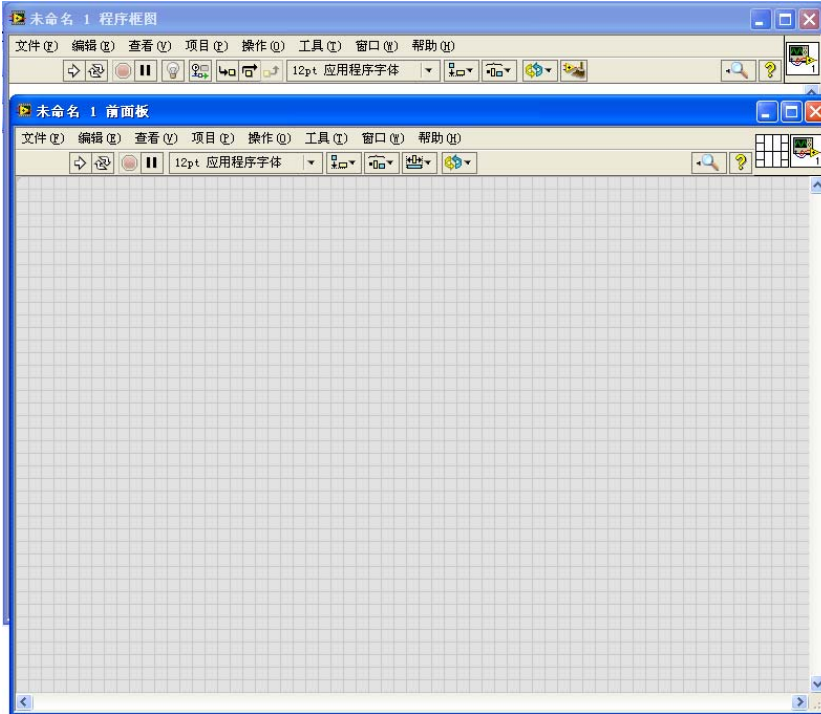 未命名 1 程序框图
文件(F) 编辑(E) 查看(V) 项目(P) 操作(O) 工具(T) 窗口(W) 帮助(H)
12pt 应用程序字体
1
未命名 1 前面板
文件(F) 编辑(E) 查看(V) 项目(P) 操作(O) 工具(T) 窗口(W) 帮助(H)
12pt 应用程序字体
1